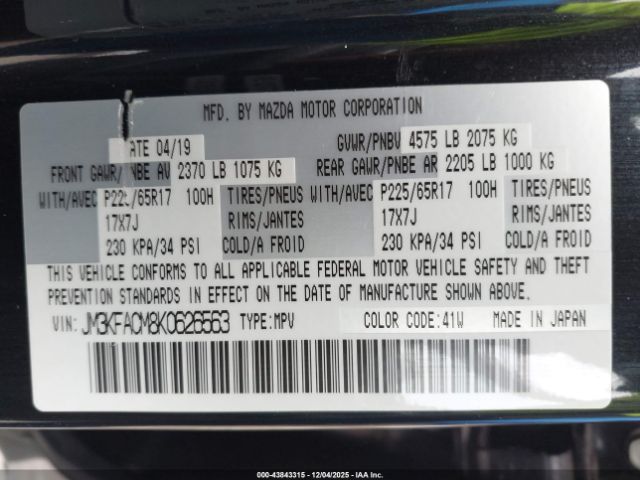 MFD. BY MAZDA MOTOR CORPORATION
ATE 04/19 GVWR/PNBV 4575 LB 2075 KG
FRONT GAWR/ NBE AV 2370 LB 1075 KG REAR GAWR/PNBE AR 2205 LB 1000 KG
WITH/AVEC P225/65R17 100H TIRES/PNEUS WITH/AVEC P225/65R17 100H TIRES/PNEUS
17X7J RIMS/JANTES 17X7J RIMS/JANTES
230 KPA/34 PSI COLD/A FROID 230 KPA/34 PSI COLD/A FROID
THIS VEHICLE CONFORMS TO ALL APPLICABLE FEDERAL MOTOR VEHICLE SAFETY AND THEFT
PREVENTION STANDARDS IN EFFECT ON THE DATE OF MANUFACTURE SHOWN ABOVE.
VIN: JM3KFACM8K0626563 TYPE:MPV COLOR CODE:41W MADE IN JAPAN
000-43843315 - 12/04/2025 - IAA Inc.